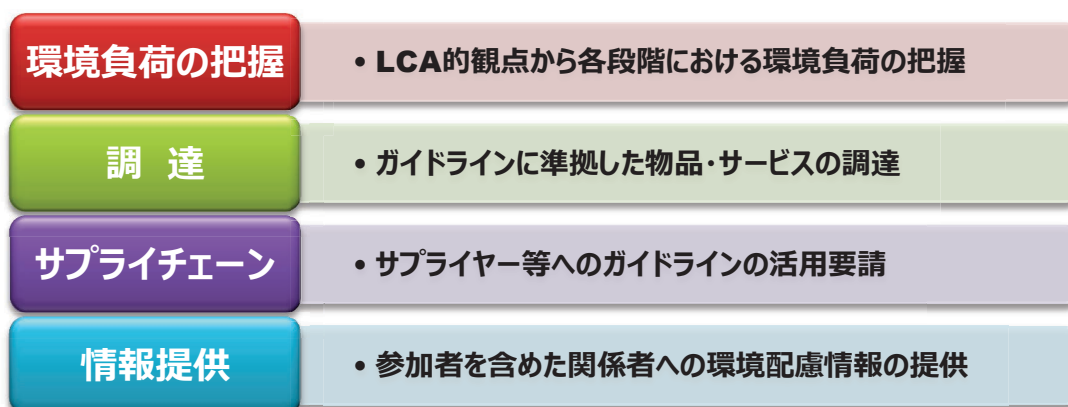 環境負荷の把握
• LCA的観点から各段階における環境負荷の把握
調 達
• ガイドラインに準拠した物品・サービスの調達
サプライチェーン
• サプライヤー等へのガイドラインの活用要請
情報提供
• 参加者を含めた関係者への環境配慮情報の提供